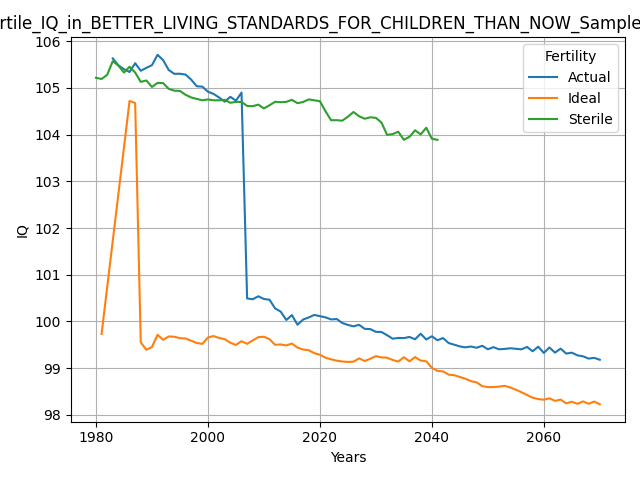 rtile_IQ_in_BETTER_LIVING_STANDARDS_FOR_CHILDREN_THAN_NOW_Sample
106
105
104
103
102
101
100
99
98
IQ
Fertility
Actual
Ideal
Sterile
1980
2000
2020
2040
2060
Years